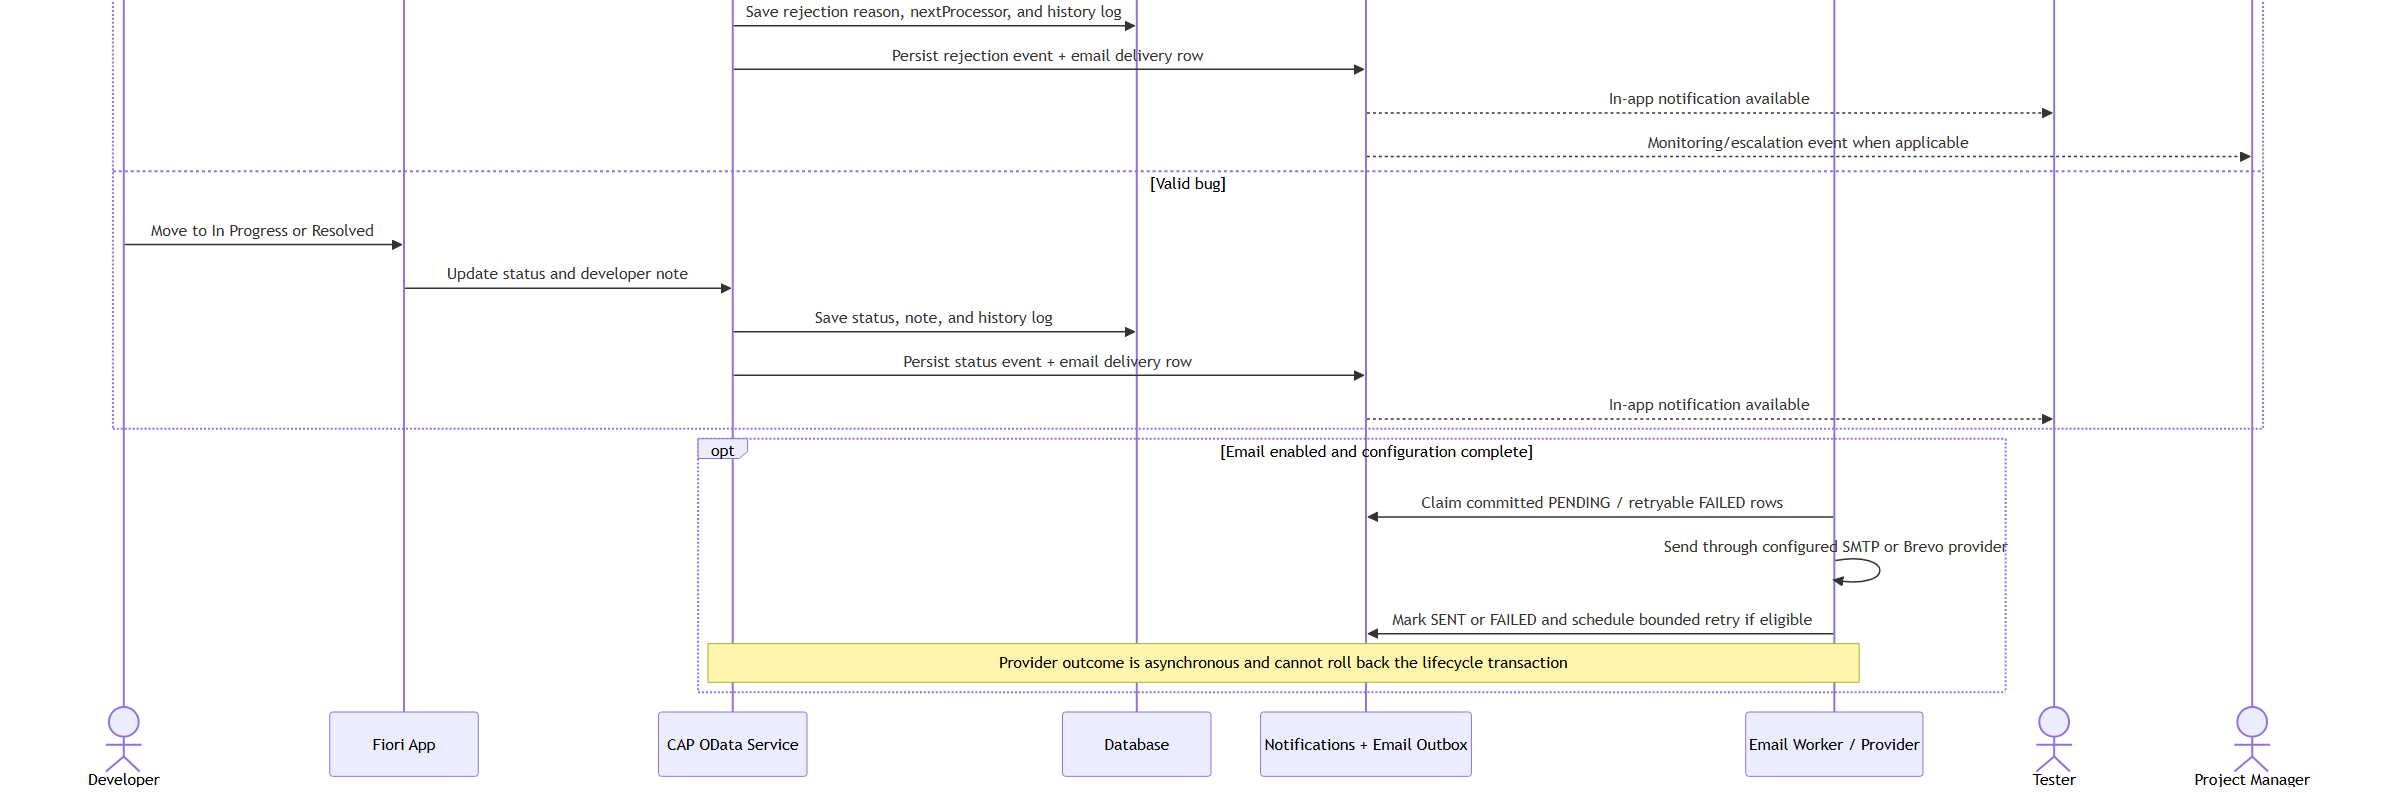 Save rejection reason, nextProcessor, and history log
Persist rejection event + email delivery row
In-app notification available
Monitoring/escalation event when applicable
[Valid bug]
Move to In Progress or Resolved
Update status and developer note
Save status, note, and history log
Persist status event + email delivery row
In-app notification available
opt
[Email enabled and configuration complete]
Claim committed PENDING / retryable FAILED rows
Send through configured SMTP or Brevo provider
Mark SENT or FAILED and schedule bounded retry if eligible
Provider outcome is asynchronous and cannot roll back the lifecycle transaction
Developer
Fiori App
CAP OData Service
Database
Notifications + Email Outbox
Email Worker / Provider
Tester
Project Manager